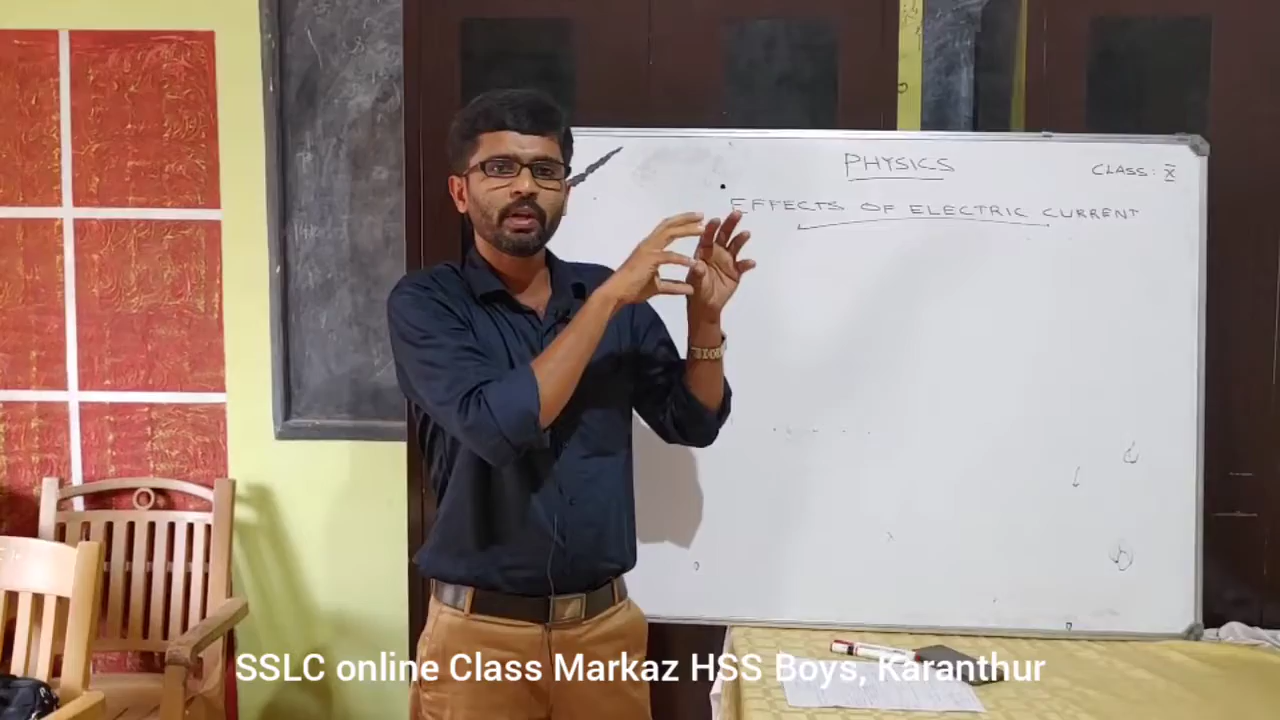 PHYSICS
CLASS: X
EFFECTS OF ELECTRIC CURRENT
SSLC online Class Markaz HSS Boys, Karanthur